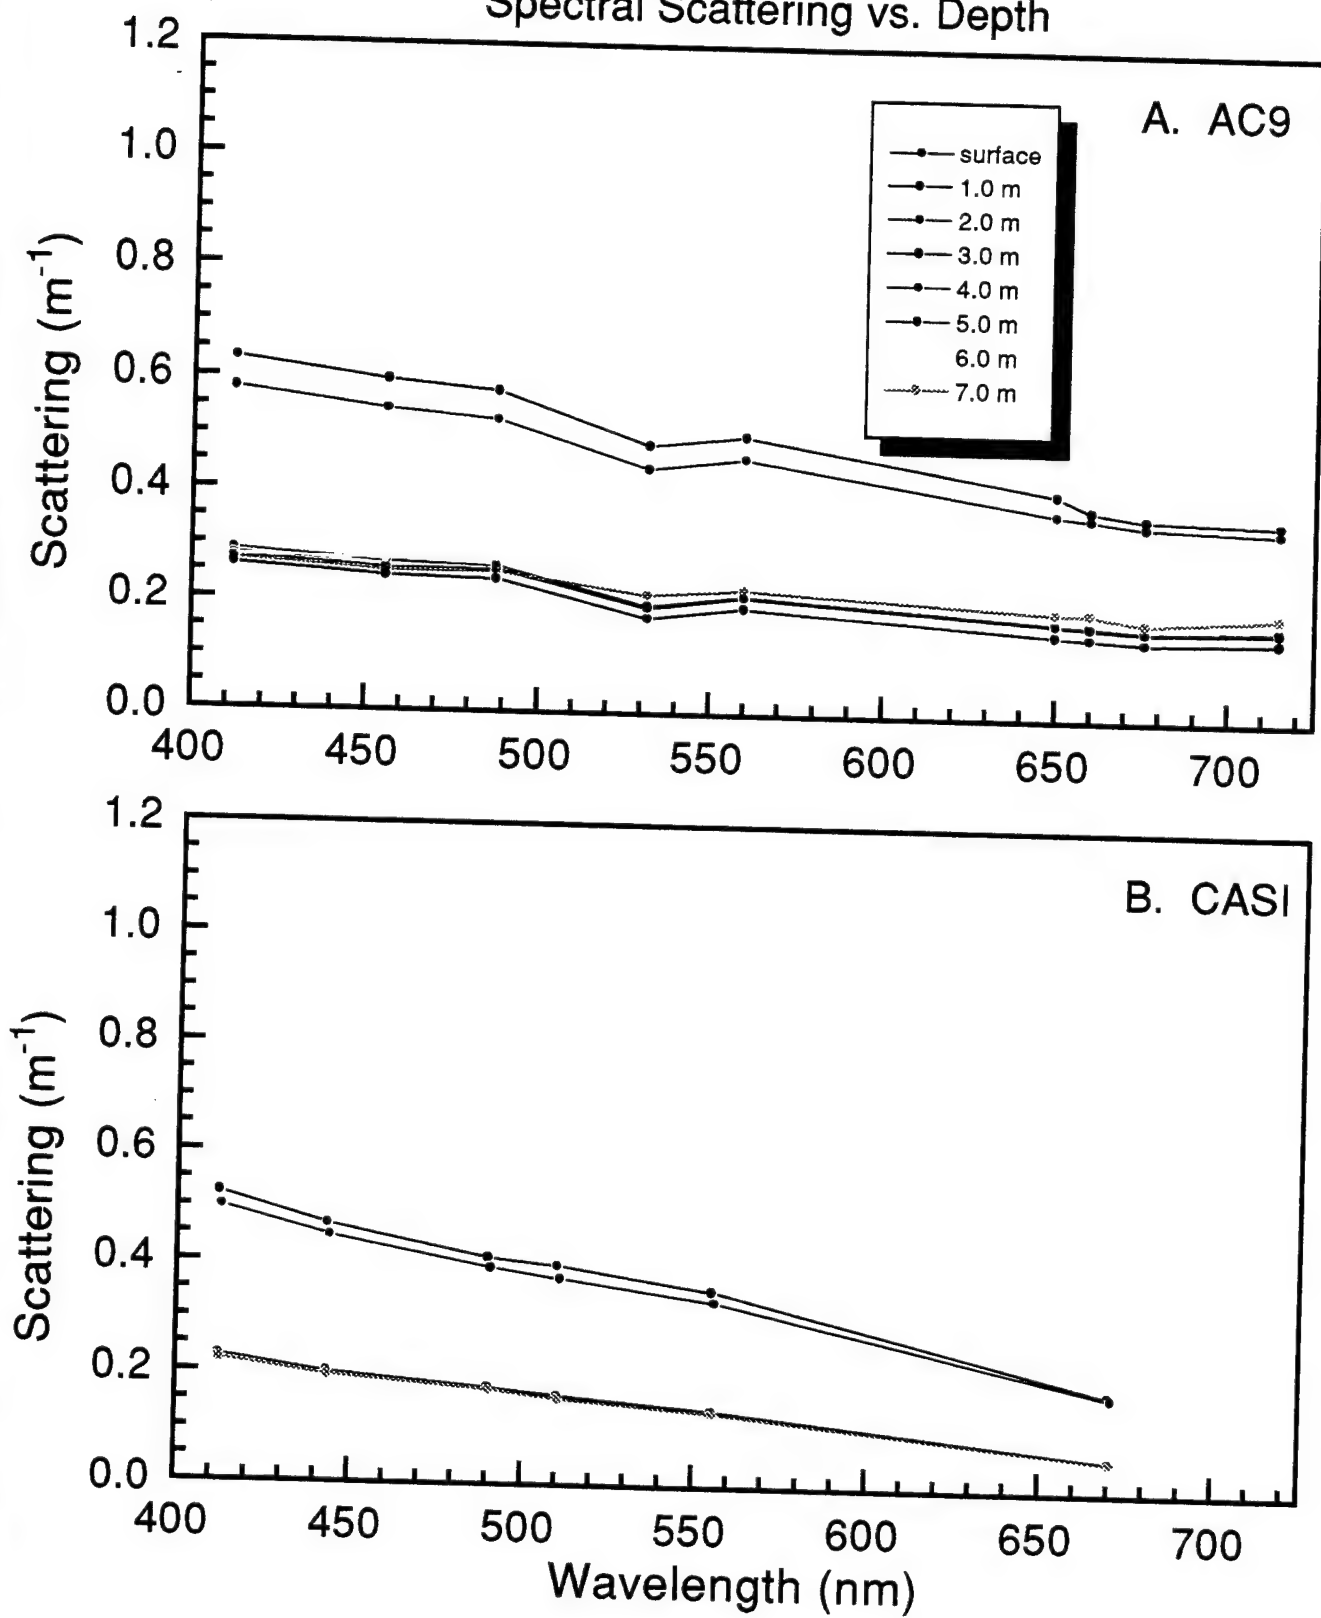 Spectral Scattering vs. Depth
A. AC9
surface
1.0 m
2.0 m
3.0 m
4.0 m
5.0 m
6.0 m
7.0 m
Scattering (m⁻¹)
1.2
1.0
0.8
0.6
0.4
0.2
0.0
400 450 500 550 600 650 700
B. CASI
Scattering (m⁻¹)
1.2
1.0
0.8
0.6
0.4
0.2
0.0
400 450 500 550 600 650 700
Wavelength (nm)